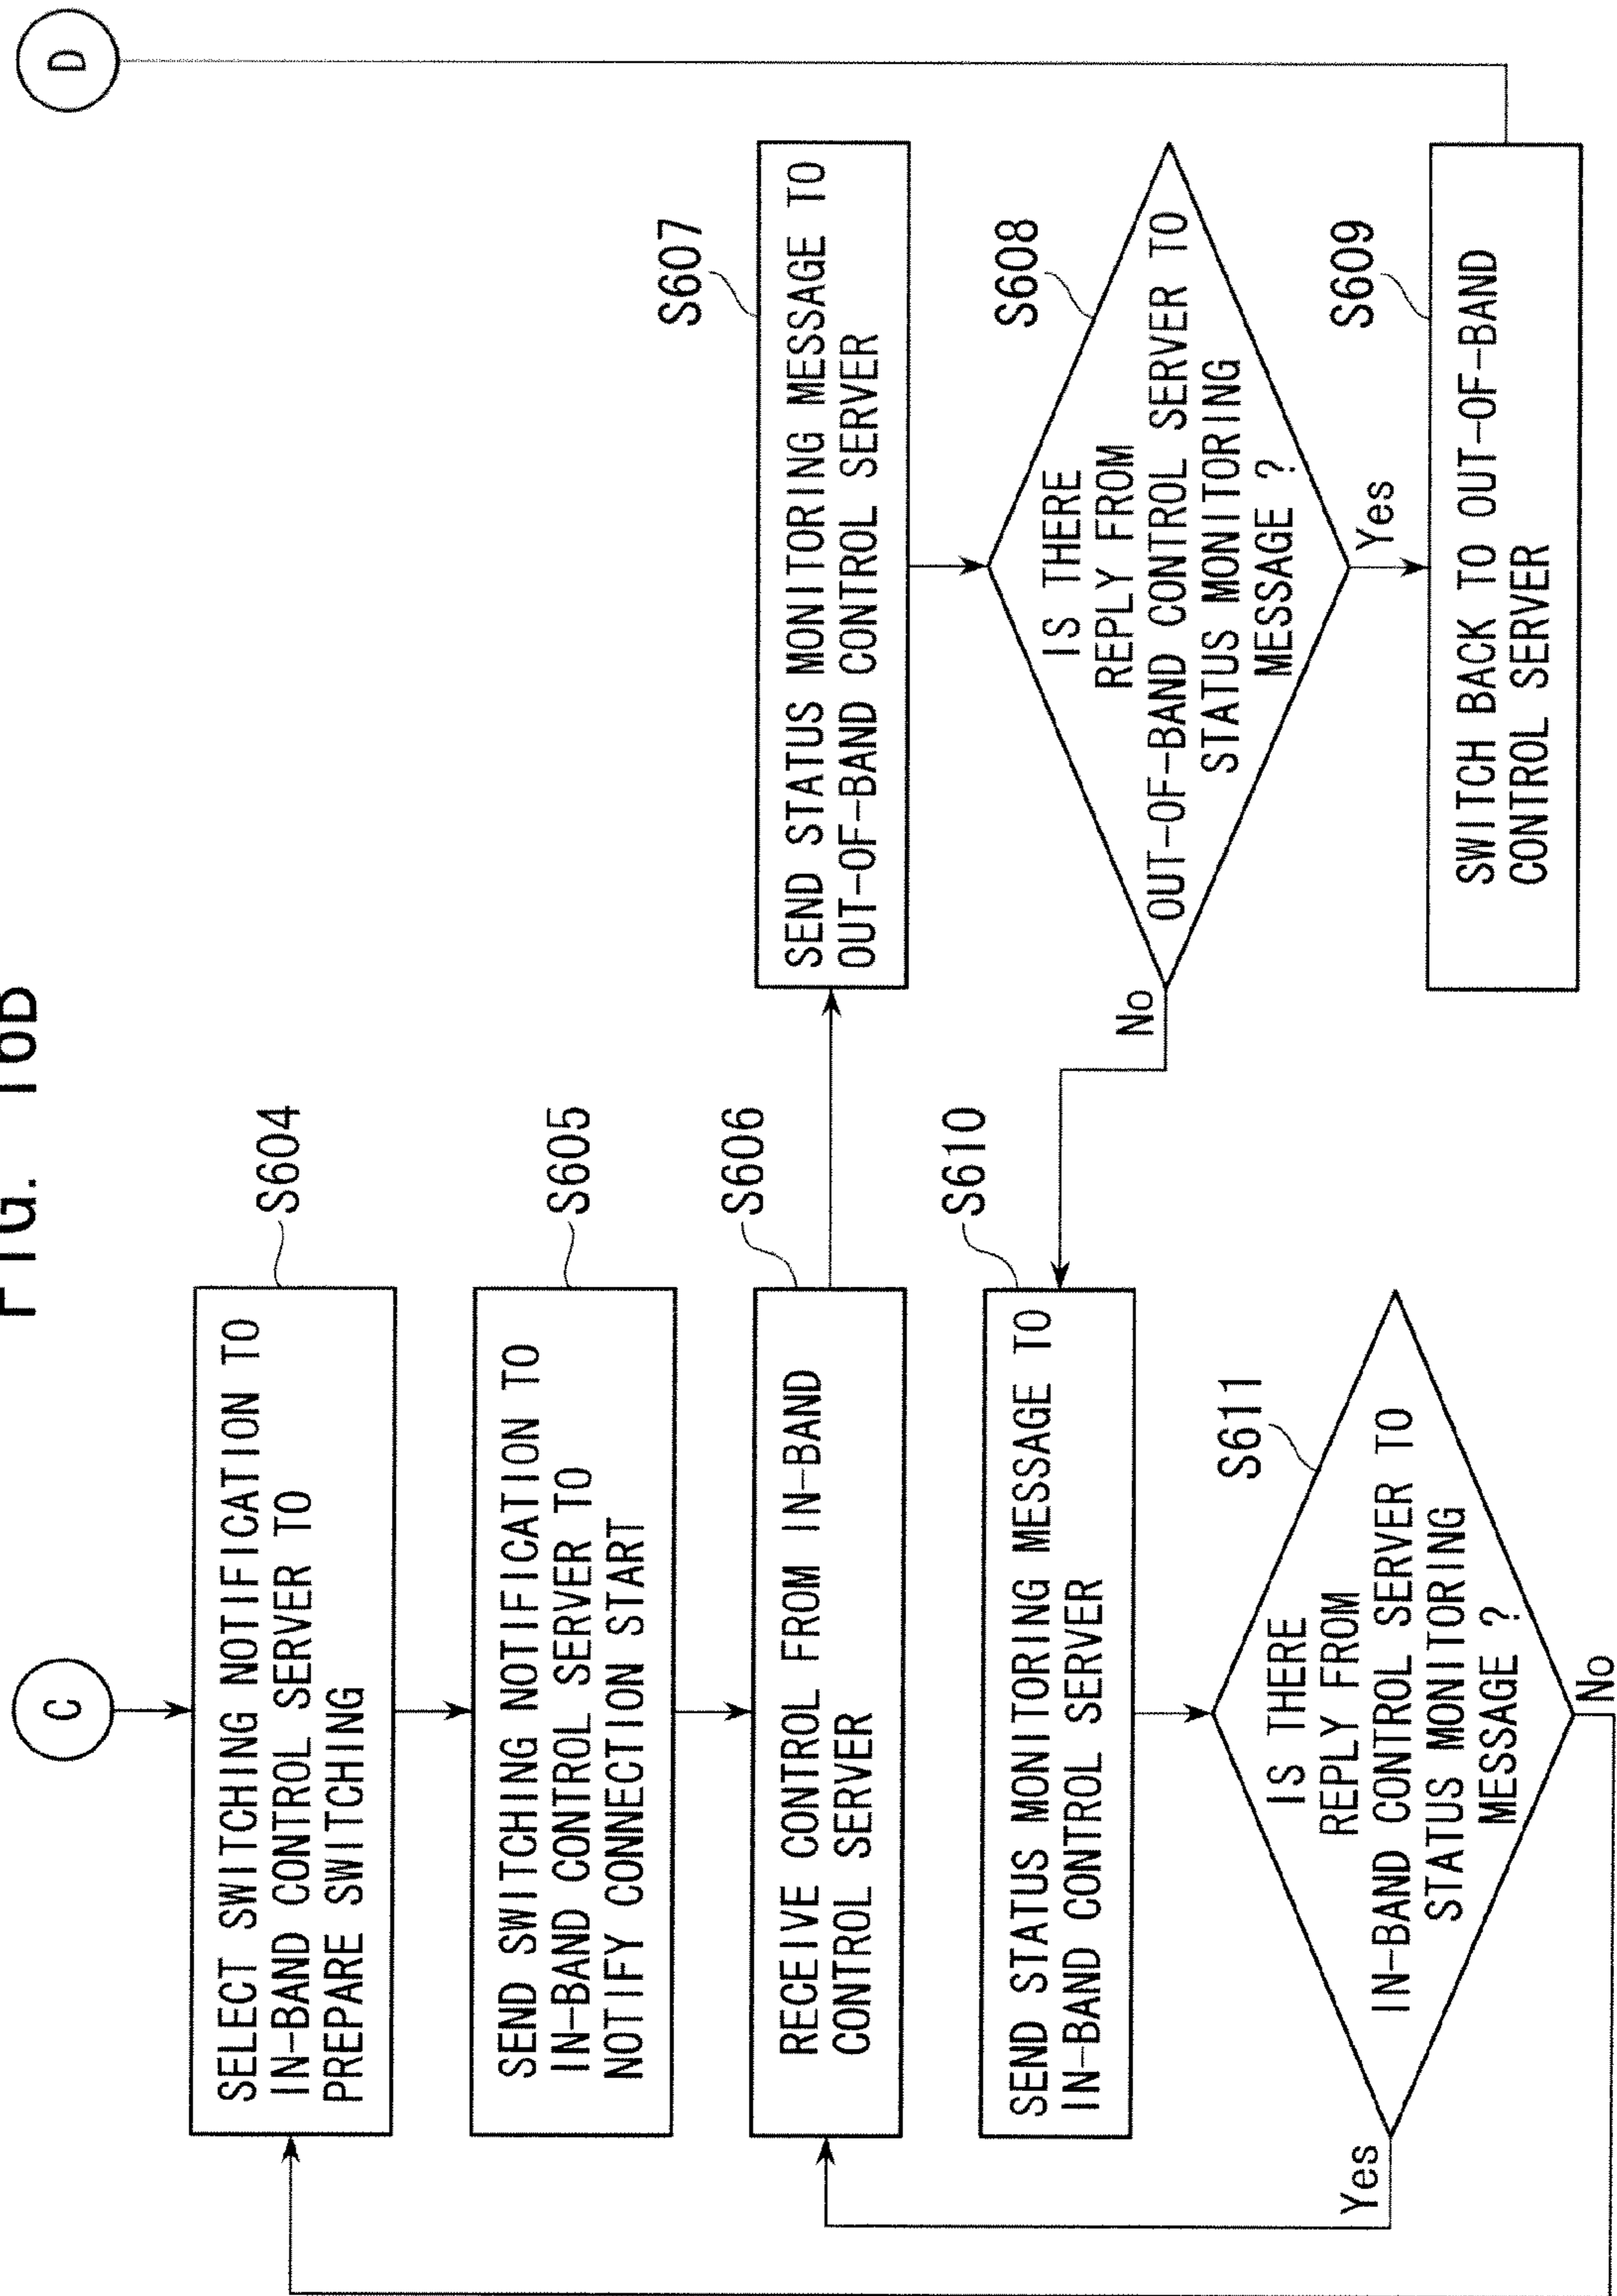 FIG. 16B
C
SELECT SWITCHING NOTIFICATION TO
IN-BAND CONTROL SERVER TO
PREPARE SWITCHING
S604
SEND SWITCHING NOTIFICATION TO
IN-BAND CONTROL SERVER TO
NOTIFY CONNECTION START
S605
RECEIVE CONTROL FROM IN-BAND
CONTROL SERVER
S606
SEND STATUS MONITORING MESSAGE TO
IN-BAND CONTROL SERVER
S610
IS THERE
REPLY FROM
IN-BAND CONTROL SERVER TO
STATUS MONITORING
MESSAGE ?
S611
Yes
No
D
SEND STATUS MONITORING MESSAGE TO
OUT-OF-BAND CONTROL SERVER
S607
IS THERE
REPLY FROM
OUT-OF-BAND CONTROL SERVER TO
STATUS MONITORING
MESSAGE ?
S608
No
Yes
SWITCH BACK TO OUT-OF-BAND
CONTROL SERVER
S609